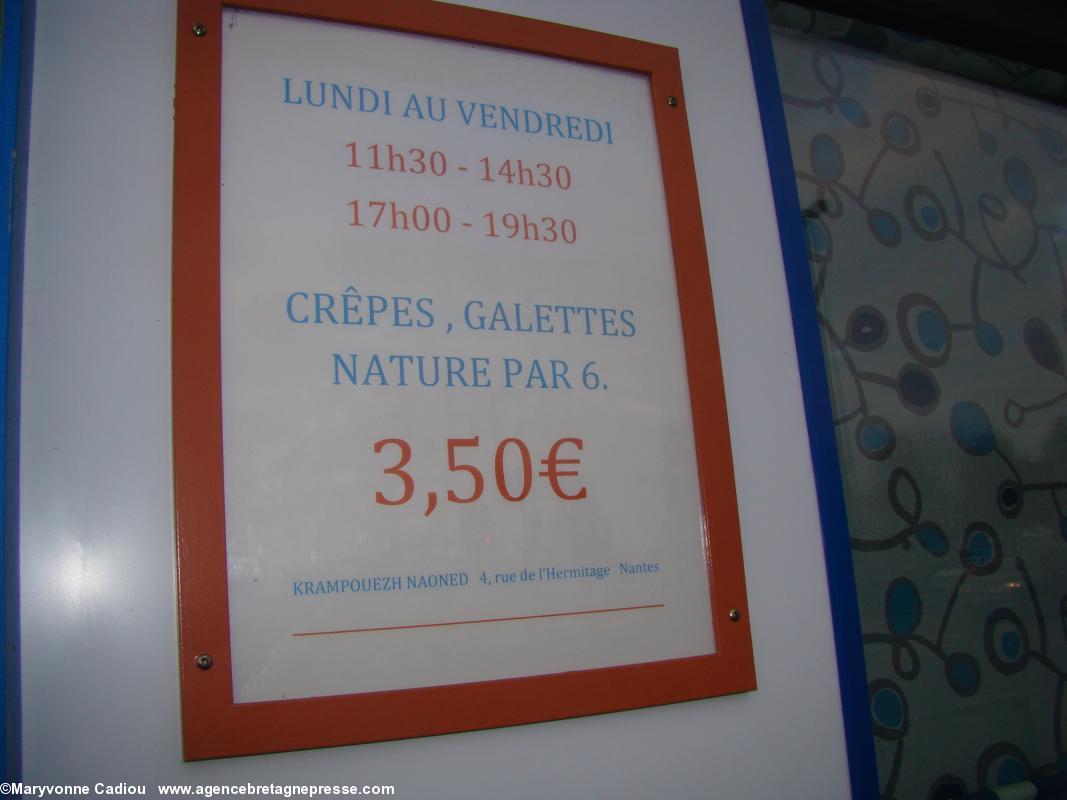 LUNDI AU VENDREDI
11h30 - 14h30
17h00 - 19h30
CRÊPES , GALETTES
NATURE PAR 6.
3,50€
KRAMPOUEZH NAONED 4, rue de l'Hermitage Nantes
©Maryvonne Cadiou www.agencebretagnepresse.com